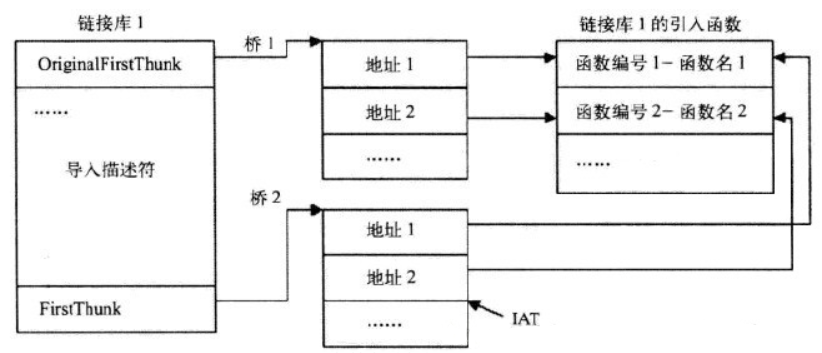 链接库 1
OriginalFirstThunk
……
导入描述符
FirstThunk
桥 1
地址 1
地址 2
……
桥 2
地址 1
地址 2
……
IAT
链接库 1 的引入函数
函数编号 1- 函数名 1
函数编号 2- 函数名 2
……